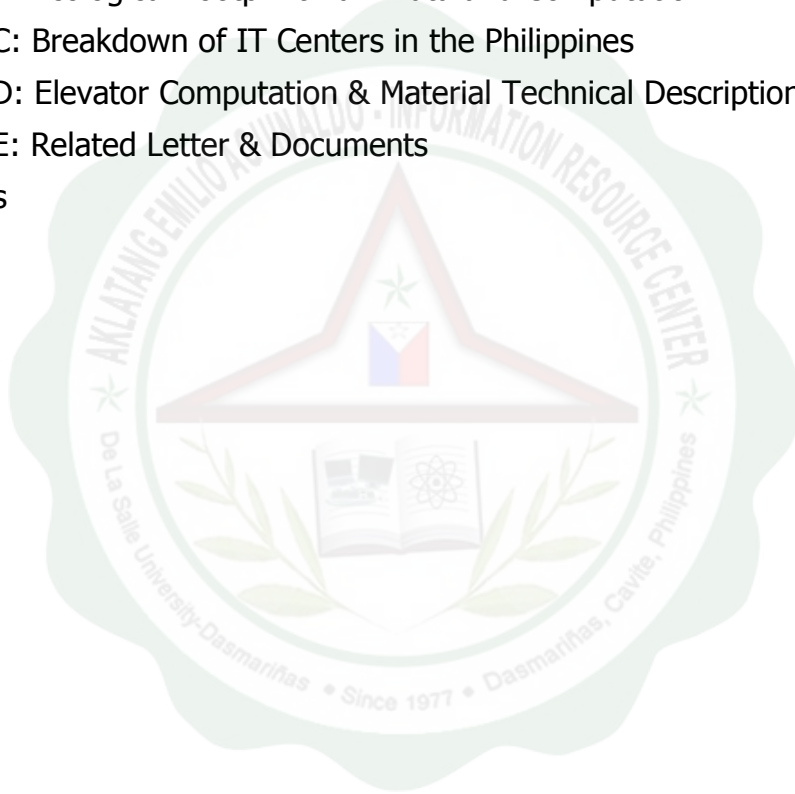 C: Breakdown of IT Centers in the Philippines
D: Elevator Computation & Material Technical Description
E: Related Letter & Documents
s
AKLATANG EMILIO AGUINALDO - INFORMATION RESOURCE CENTER
De La Salle University-Dasmariñas • Since 1977 • Dasmariñas, Cavite, Philippines